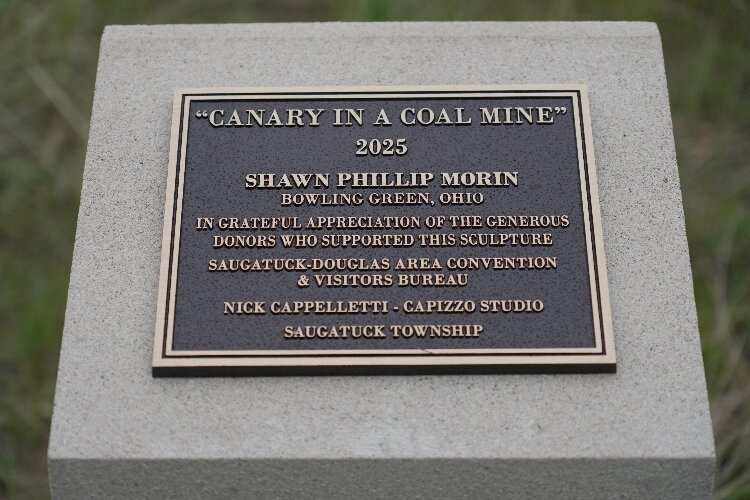 "CANARY IN A COAL MINE"
2025
SHAWN PHILLIP MORIN
BOWLING GREEN, OHIO
IN GRATEFUL APPRECIATION OF THE GENEROUS
DONORS WHO SUPPORTED THIS SCULPTURE
SAUGATUCK-DOUGLAS AREA CONVENTION
& VISITORS BUREAU
NICK CAPPELLETTI - CAPIZZO STUDIO
SAUGATUCK TOWNSHIP